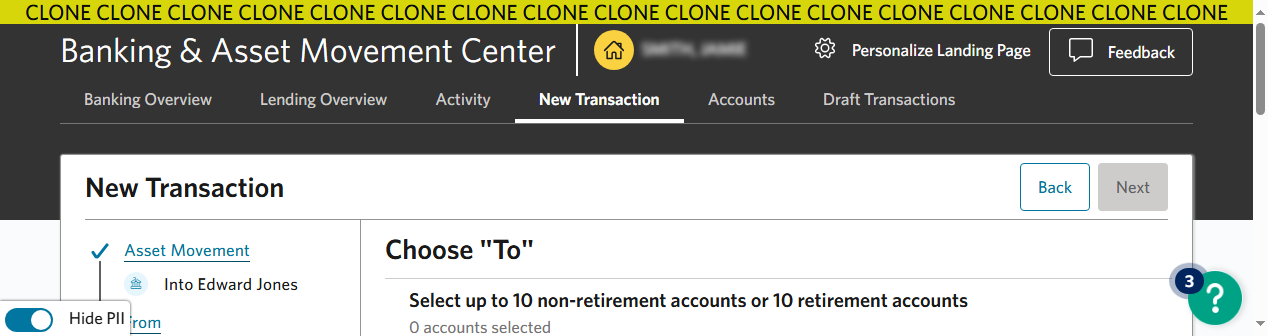 CLONE CLONE CLONE CLONE CLONE CLONE CLONE CLONE CLONE CLONE CLONE CLONE CLONE CLONE CLONE CLONE CLONE
Banking & Asset Movement Center
Personalize Landing Page
Feedback
Banking Overview
Lending Overview
Activity
New Transaction
Accounts
Draft Transactions
New Transaction
Back
Next
Asset Movement
Into Edward Jones
Choose "To"
Select up to 10 non-retirement accounts or 10 retirement accounts
0 accounts selected
3
?
Hide PII